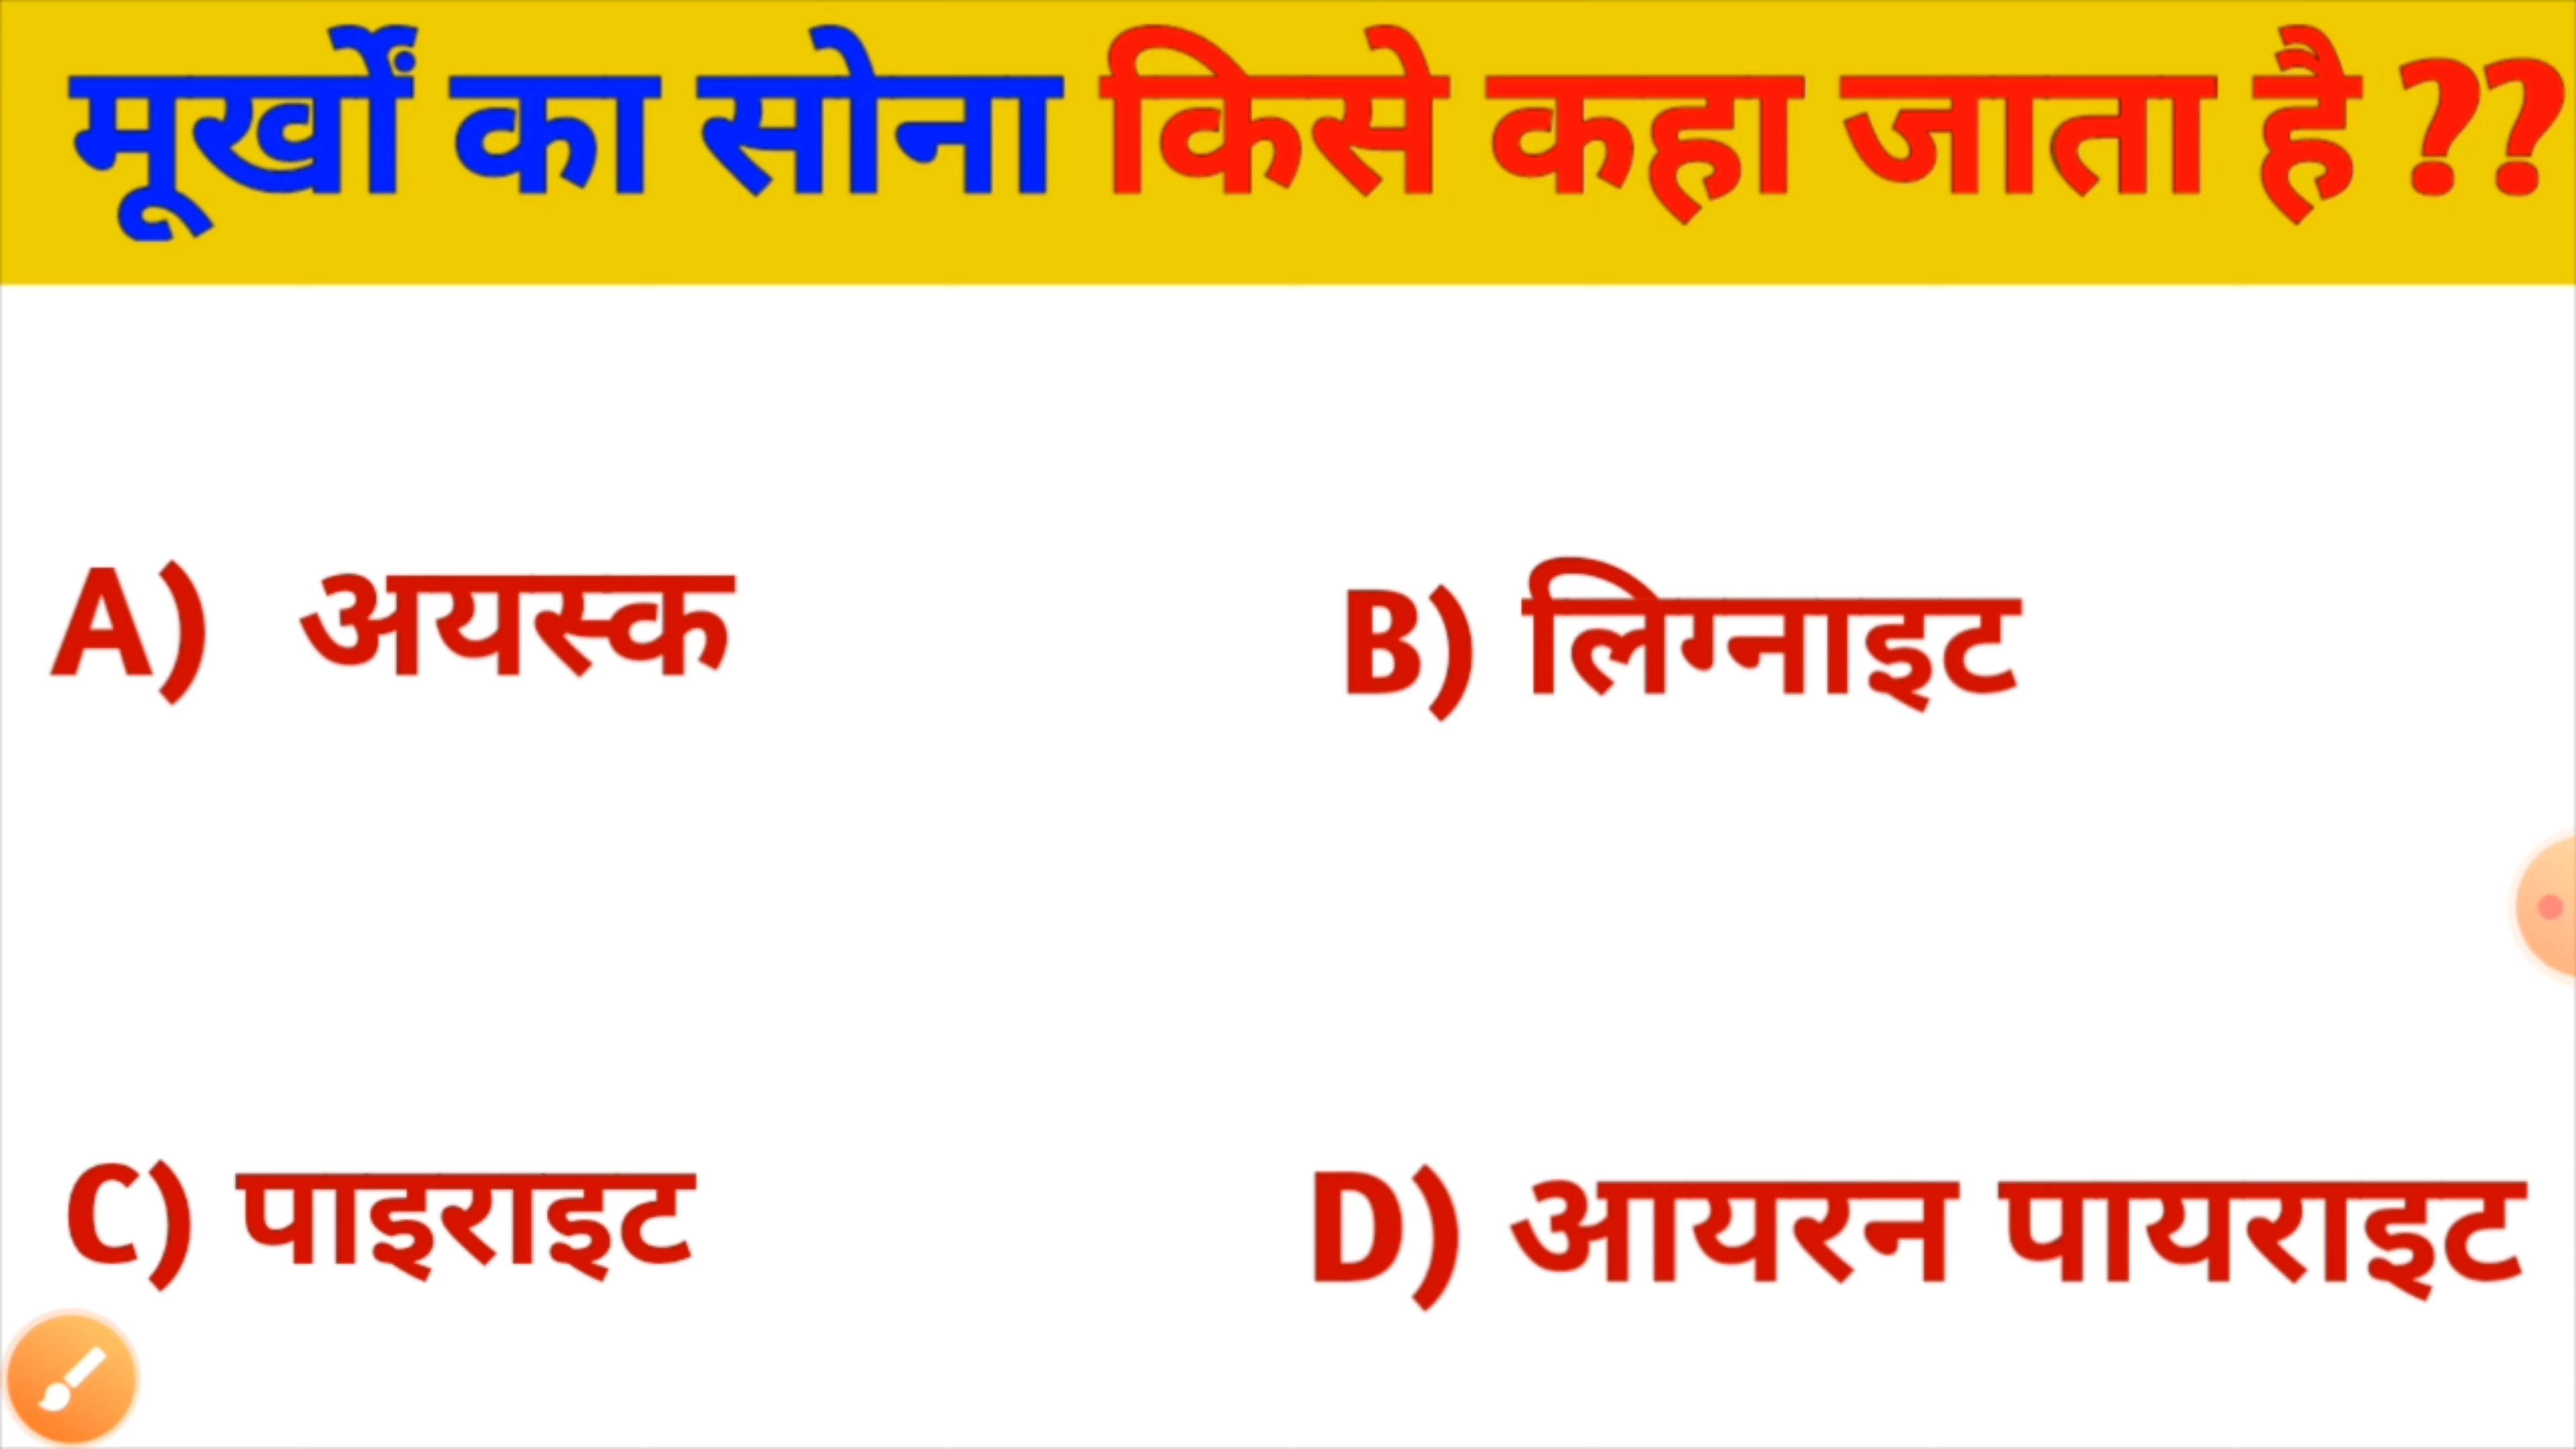 मूर्खों का सोना किसे कहा जाता है ??
A) अयस्क
B) लिग्नाइट
C) पाइराइट
D) आयरन पायराइट